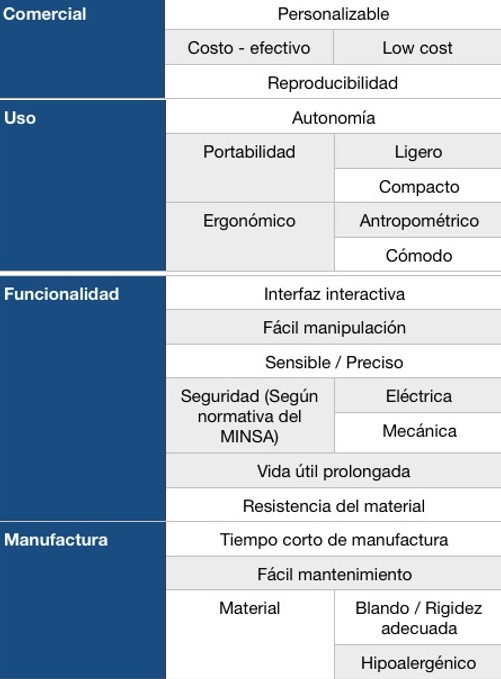 Comercial
Personalizable
Costo - efectivo
Low cost
Reproducibilidad
Uso
Autonomía
Portabilidad
Ligero
Compacto
Ergonómico
Antropométrico
Cómodo
Funcionalidad
Interfaz interactiva
Fácil manipulación
Sensible / Preciso
Seguridad (Según
normativa del
MINSA)
Eléctrica
Mecánica
Vida útil prolongada
Resistencia del material
Manufactura
Tiempo corto de manufactura
Fácil mantenimiento
Material
Blando / Rigidez
adecuada
Hipoalergénico